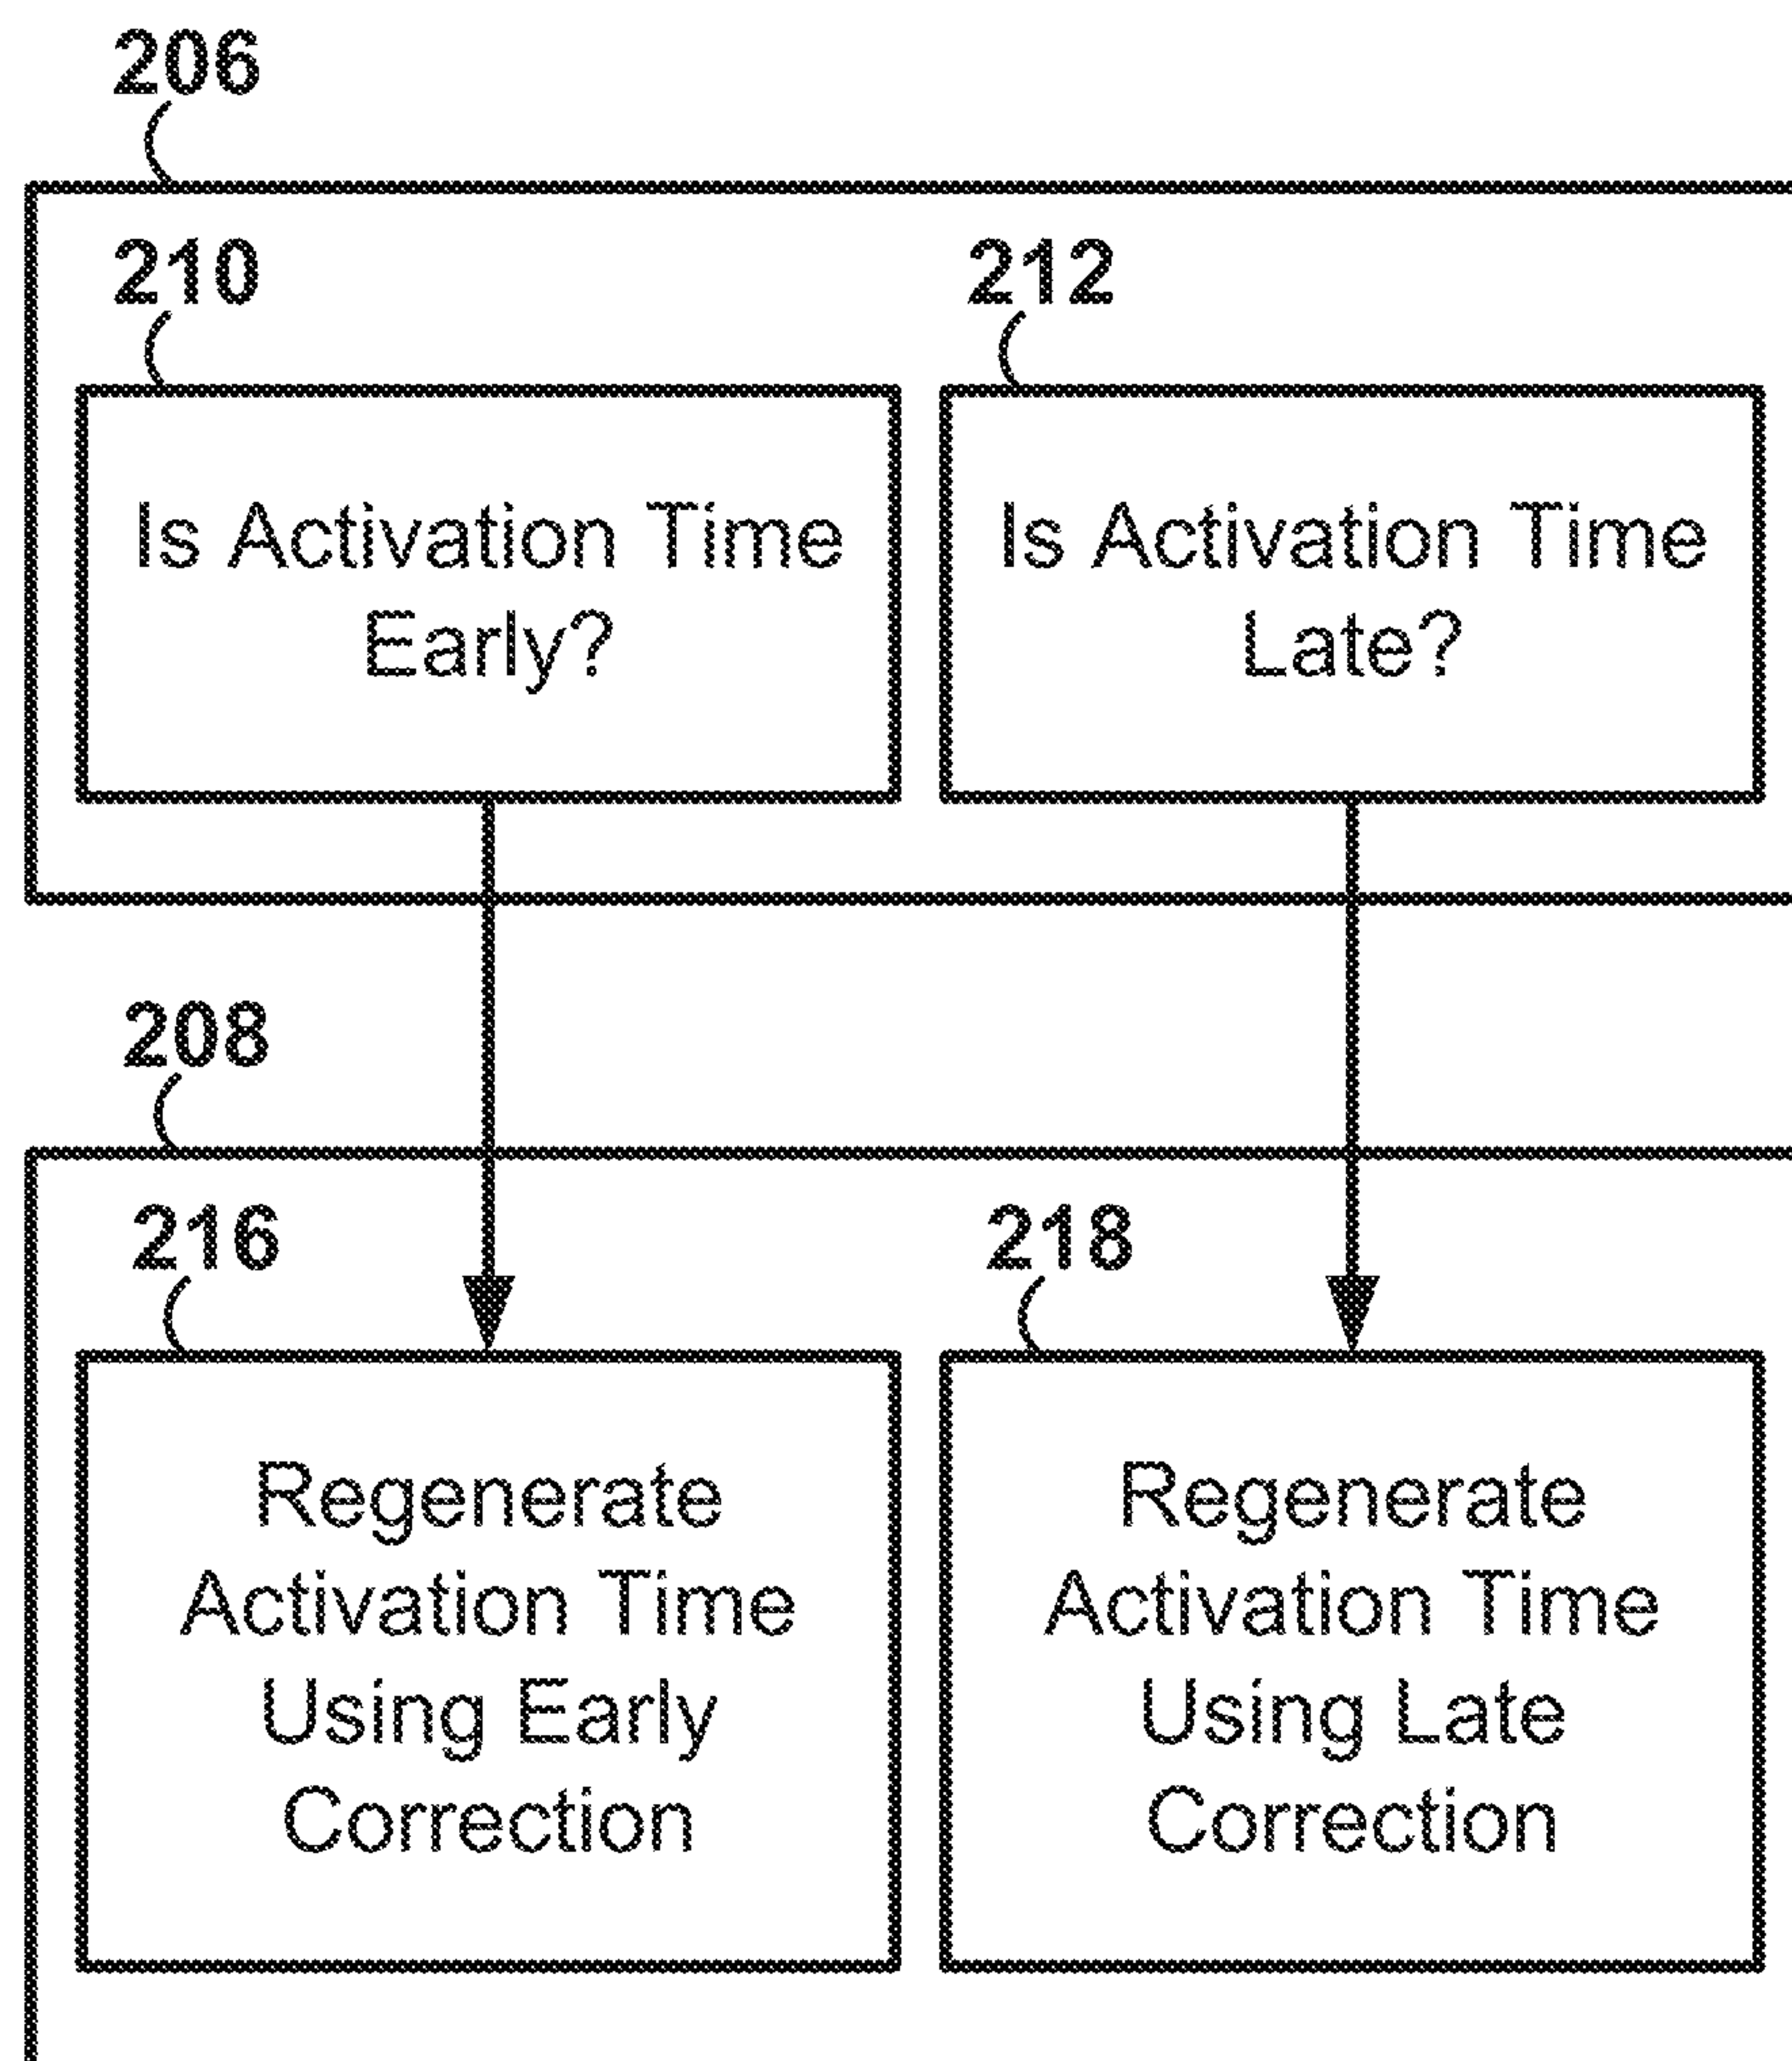 206
210
212
Is Activation Time
Early?
Is Activation Time
Late?
208
216
218
Regenerate
Activation Time
Using Early
Correction
Regenerate
Activation Time
Using Late
Correction